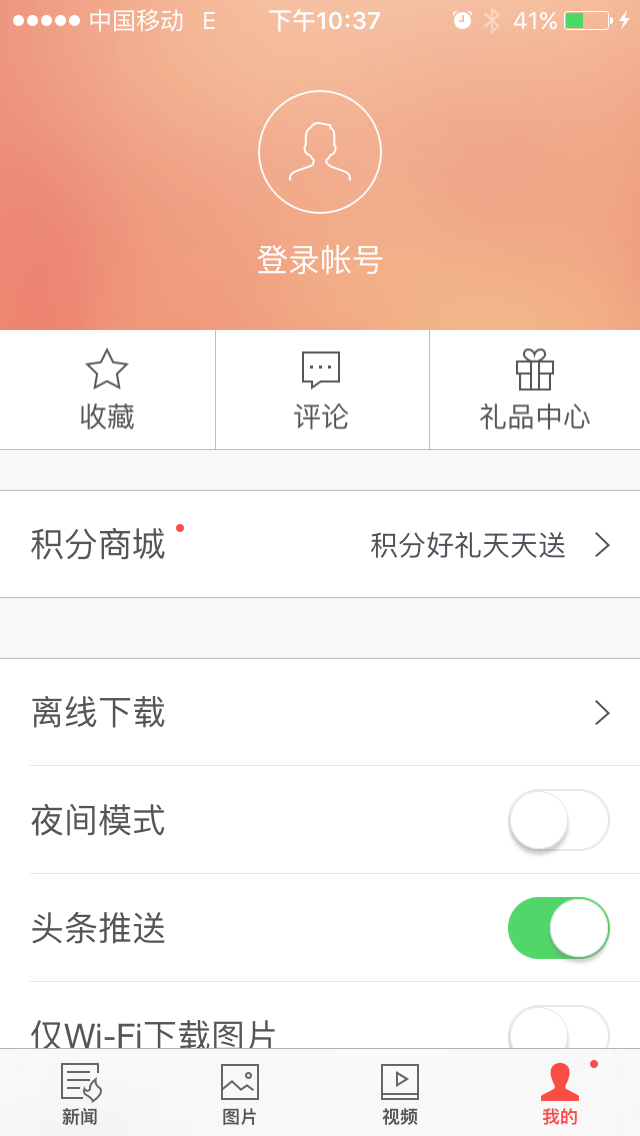 中国移动 E 下午10:37 41%
登录帐号
收藏 评论 礼品中心
积分商城 积分好礼天天送
离线下载
夜间模式
头条推送
仅Wi-Fi下载图片
新闻 图片 视频 我的